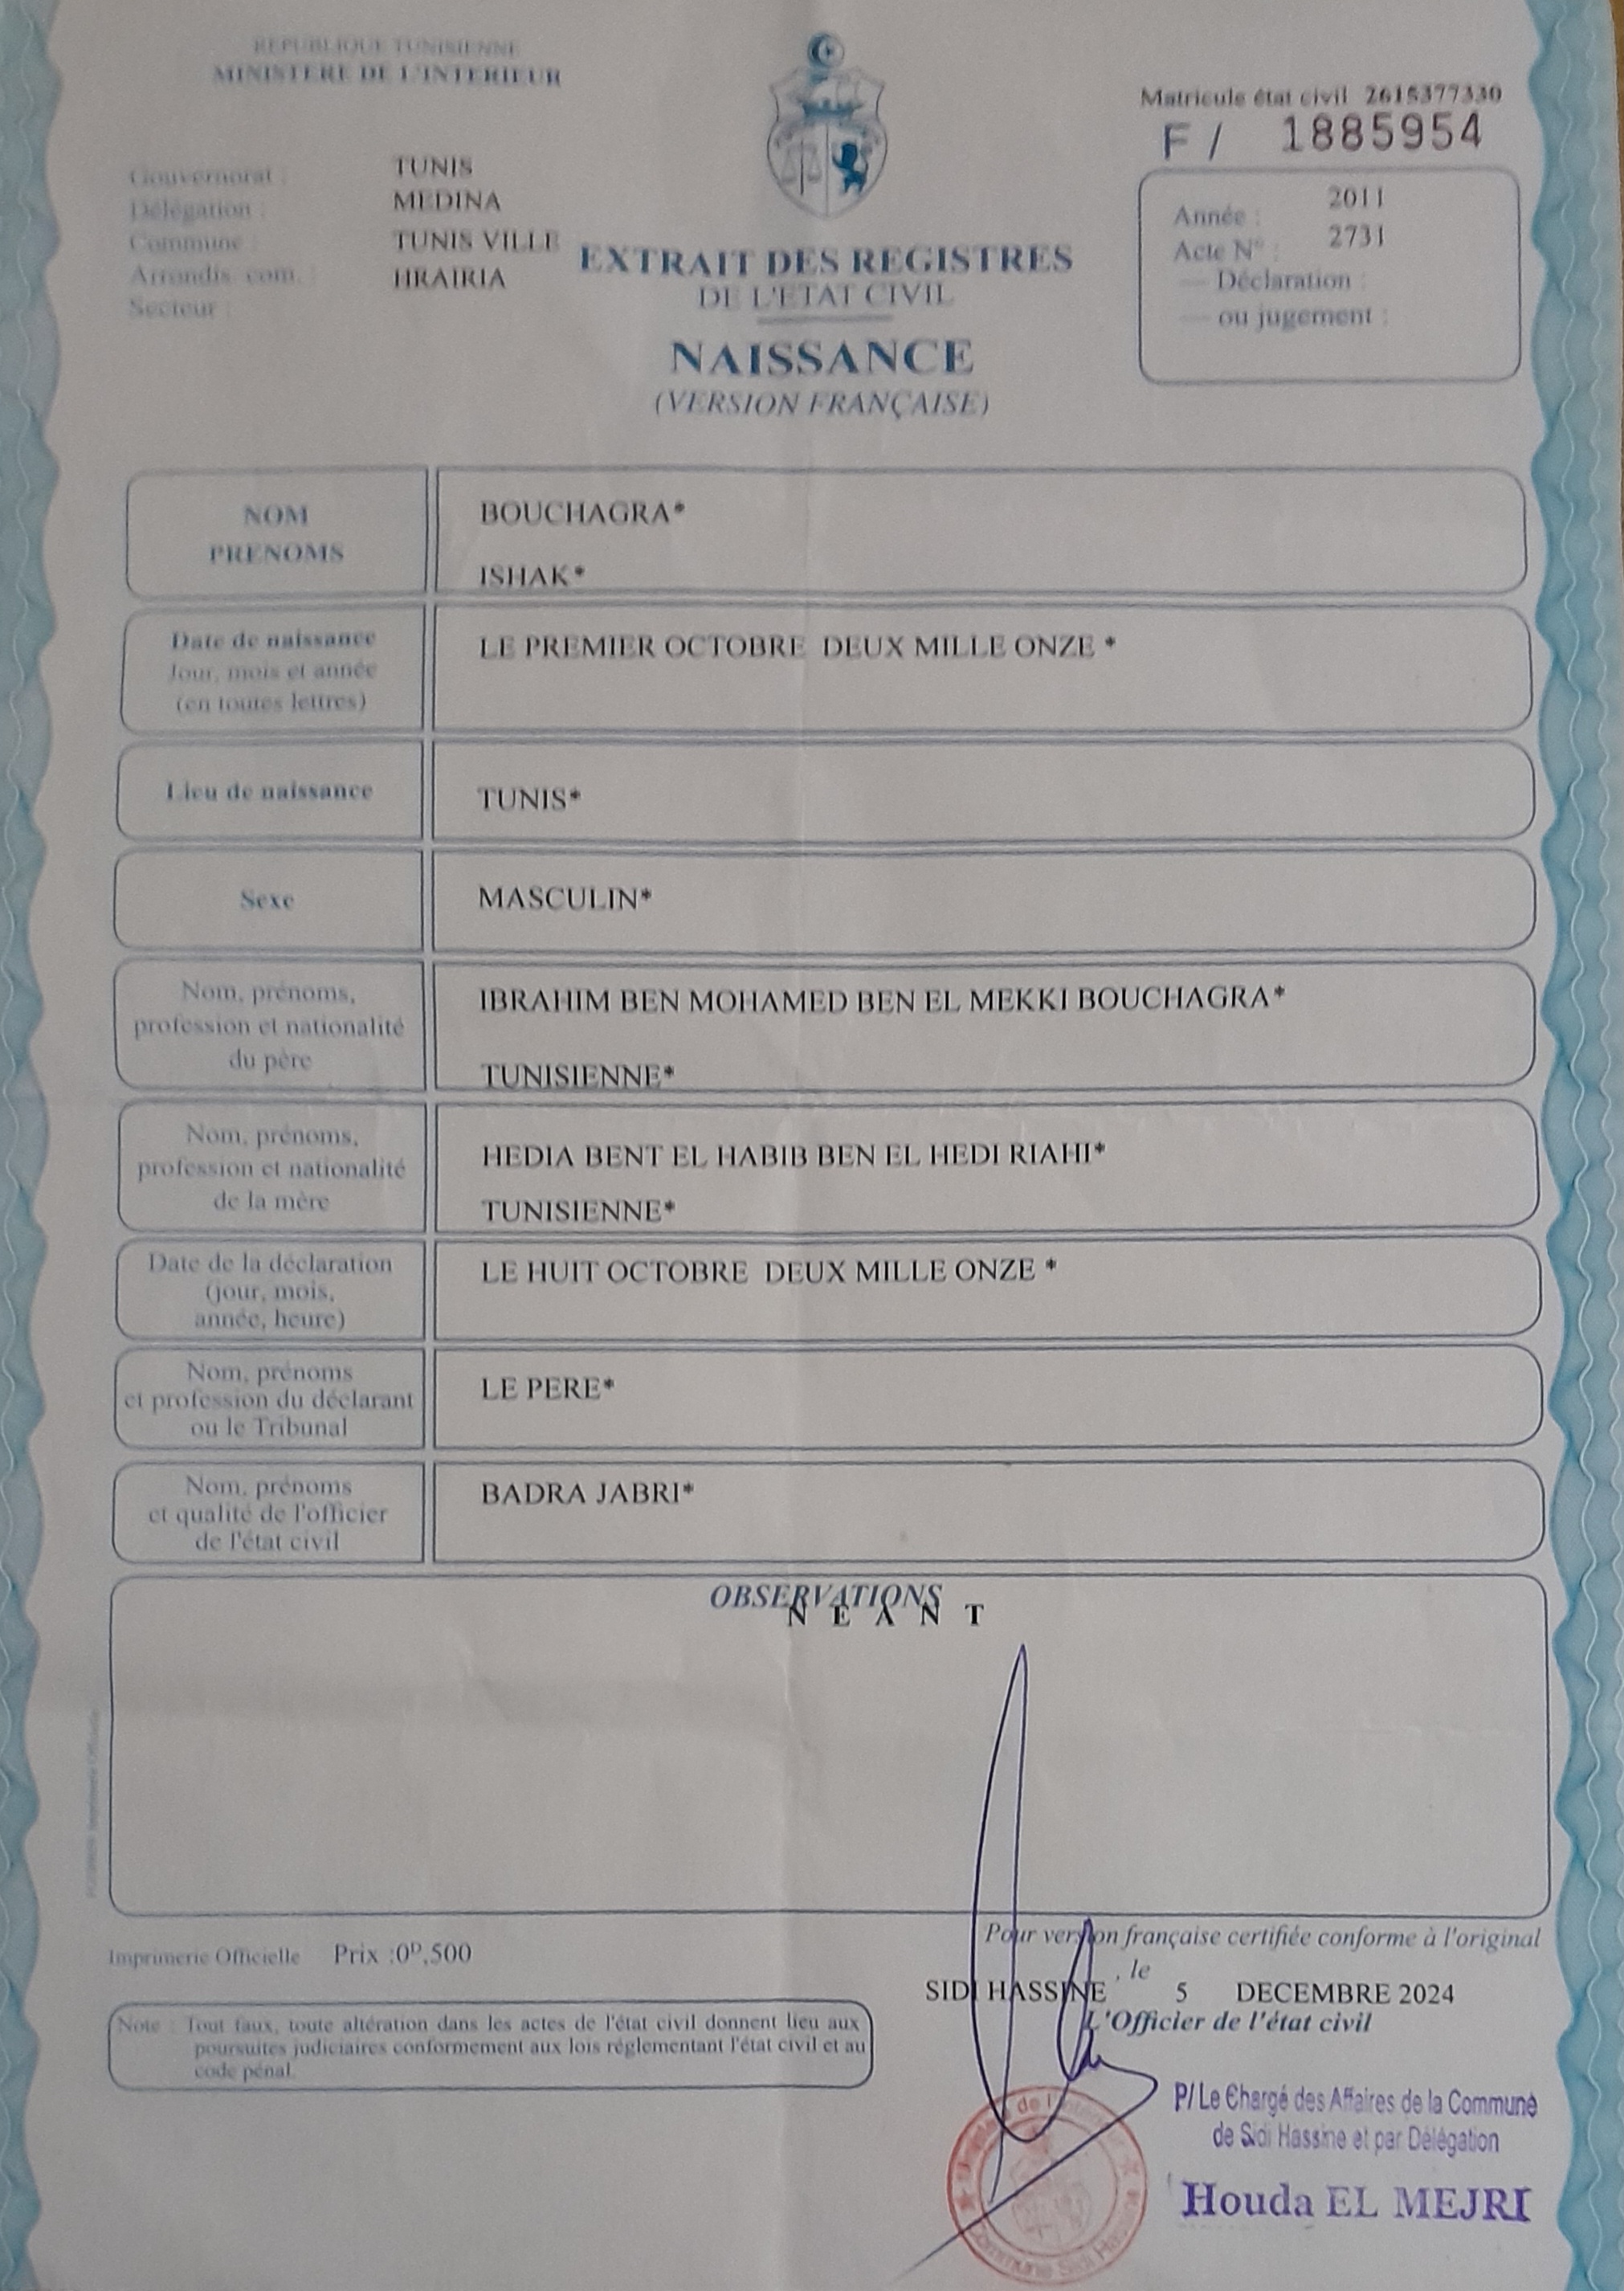 REPUBLIQUE TUNISIENNE
MINISTERE DE L'INTERIEUR
Matricule état civil 2615377330
F / 1885954
Gouvernorat : TUNIS
Délégation : MEDINA
Commune : TUNIS VILLE
Arrondis. com. : HRAIRIA
Secteur :
Année : 2011
Acte N° : 2731
— Déclaration :
— ou jugement :
EXTRAIT DES REGISTRES
DE L'ETAT CIVIL
NAISSANCE
(VERSION FRANÇAISE)
NOM
PRENOMS
BOUCHAGRA*
ISHAK*
Date de naissance
Jour, mois et année
(en toutes lettres)
LE PREMIER OCTOBRE DEUX MILLE ONZE *
Lieu de naissance
TUNIS*
Sexe
MASCULIN*
Nom, prénoms,
profession et nationalité
du père
IBRAHIM BEN MOHAMED BEN EL MEKKI BOUCHAGRA*
TUNISIENNE*
Nom, prénoms,
profession et nationalité
de la mère
HEDIA BENT EL HABIB BEN EL HEDI RIAHI*
TUNISIENNE*
Date de la déclaration
(jour, mois,
année, heure)
LE HUIT OCTOBRE DEUX MILLE ONZE *
Nom, prénoms
et profession du déclarant
ou le Tribunal
LE PERE*
Nom, prénoms
et qualité de l'officier
de l'état civil
BADRA JABRI*
OBSERVATIONS
N E A N T
Pour version française certifiée conforme à l'original
Imprimerie Officielle Prix :0ᴰ,500
SIDI HASSINE , le 5 DECEMBRE 2024
L'Officier de l'état civil
Note : Tout faux, toute altération dans les actes de l'état civil donnent lieu aux
poursuites judiciaires conformement aux lois réglementant l'état civil et au
code pénal.
P/ Le Chargé des Affaires de la Commune
de Sidi Hassine et par Délégation
Houda EL MEJRI
Commune Sidi Hassine